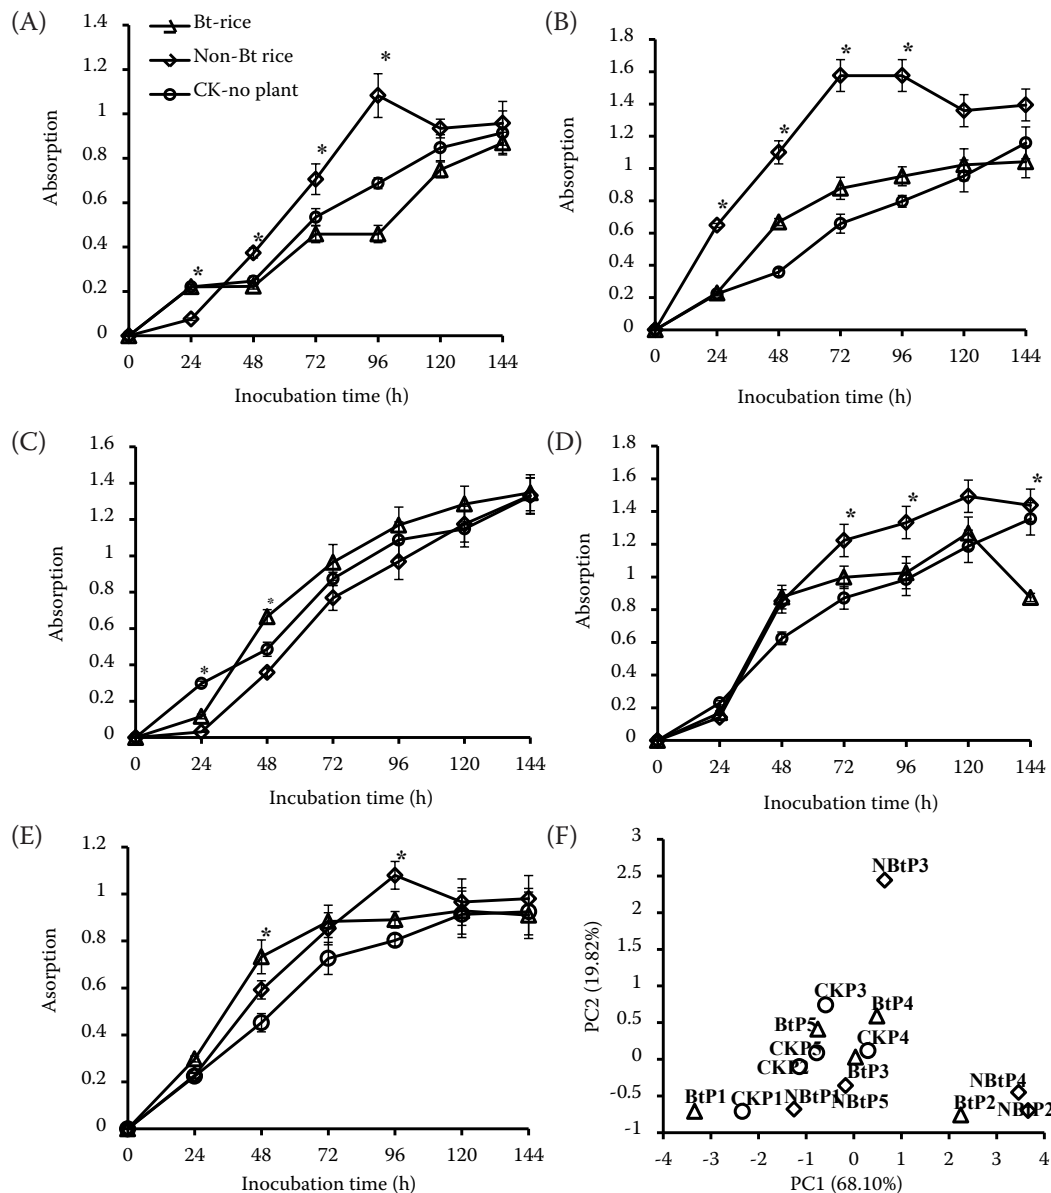 (A)
1.4
1.2
1
0.8
0.6
0.4
0.2
0
Absorption
Bt-rice
Non-Bt rice
CK-no plant
*
*
*
*
0 24 48 72 96 120 144
Inocubation time (h)
(B)
2
1.8
1.6
1.4
1.2
1
0.8
0.6
0.4
0.2
0
Absorption
*
*
*
*
0 24 48 72 96 120 144
Inocubation time (h)
(C)
1.6
1.4
1.2
1
0.8
0.6
0.4
0.2
0
Absorption
*
*
0 24 48 72 96 120 144
Incubation time (h)
(D)
1.8
1.6
1.4
1.2
1
0.8
0.6
0.4
0.2
0
Absorption
*
*
*
0 24 48 72 96 120 144
Inocubation time (h)
(E)
1.2
1
0.8
0.6
0.4
0.2
0
Asorption
*
*
0 24 48 72 96 120 144
Inocubation time (h)
(F)
3
2.5
2
1.5
1
0.5
0
-0.5
-1
PC2 (19.82%)
NBtP3
CKP3
BtP4
BtP5
CKP4
CKP5
CKP2
BtP3
NBtP4
BtP1
CKP1
NBtP1
NBtP5
BtP2
NBtP2
-4 -3 -2 -1 0 1 2 3 4
PC1 (68.10%)